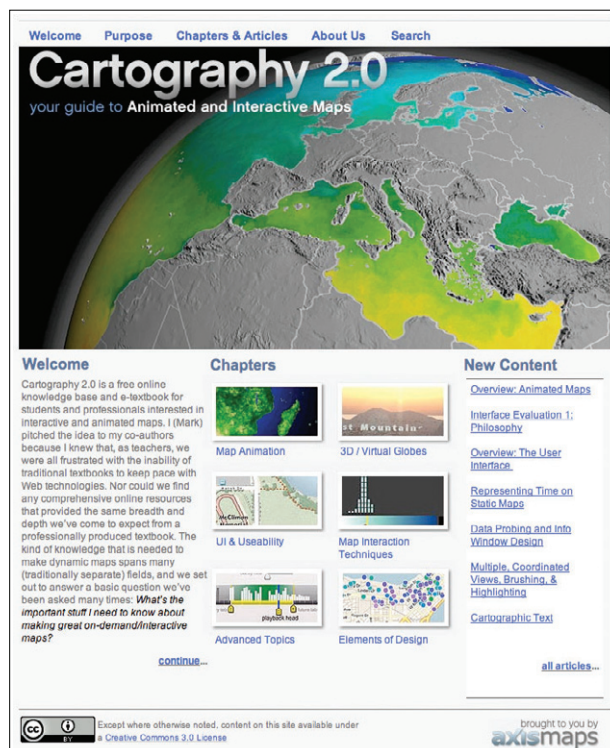 Welcome Purpose Chapters & Articles About Us Search
Cartography 2.0
your guide to Animated and Interactive Maps
Welcome
Cartography 2.0 is a free online
knowledge base and e-textbook for
students and professionals interested in
interactive and animated maps. I (Mark)
pitched the idea to my co-authors
because I knew that, as teachers, we
were all frustrated with the inability of
traditional textbooks to keep pace with
Web technologies. Nor could we find
any comprehensive online resources
that provided the same breadth and
depth we've come to expect from a
professionally produced textbook. The
kind of knowledge that is needed to
make dynamic maps spans many
(traditionally separate) fields, and we set
out to answer a basic question we've
been asked many times: What's the
important stuff I need to know about
making great on-demand/interactive
maps?
continue...
Chapters
Map Animation
st Mountains
3D / Virtual Globes
McClimon
UI & Useability
Map Interaction
Techniques
playback head
Advanced Topics
Elements of Design
New Content
Overview: Animated Maps
Interface Evaluation 1:
Philosophy
Overview: The User
Interface
Representing Time on
Static Maps
Data Probing and Info
Window Design
Multiple, Coordinated
Views, Brushing, &
Highlighting
Cartographic Text
all articles...
cc BY
Except where otherwise noted, content on this site available under
a Creative Commons 3.0 License
brought to you by
axismaps